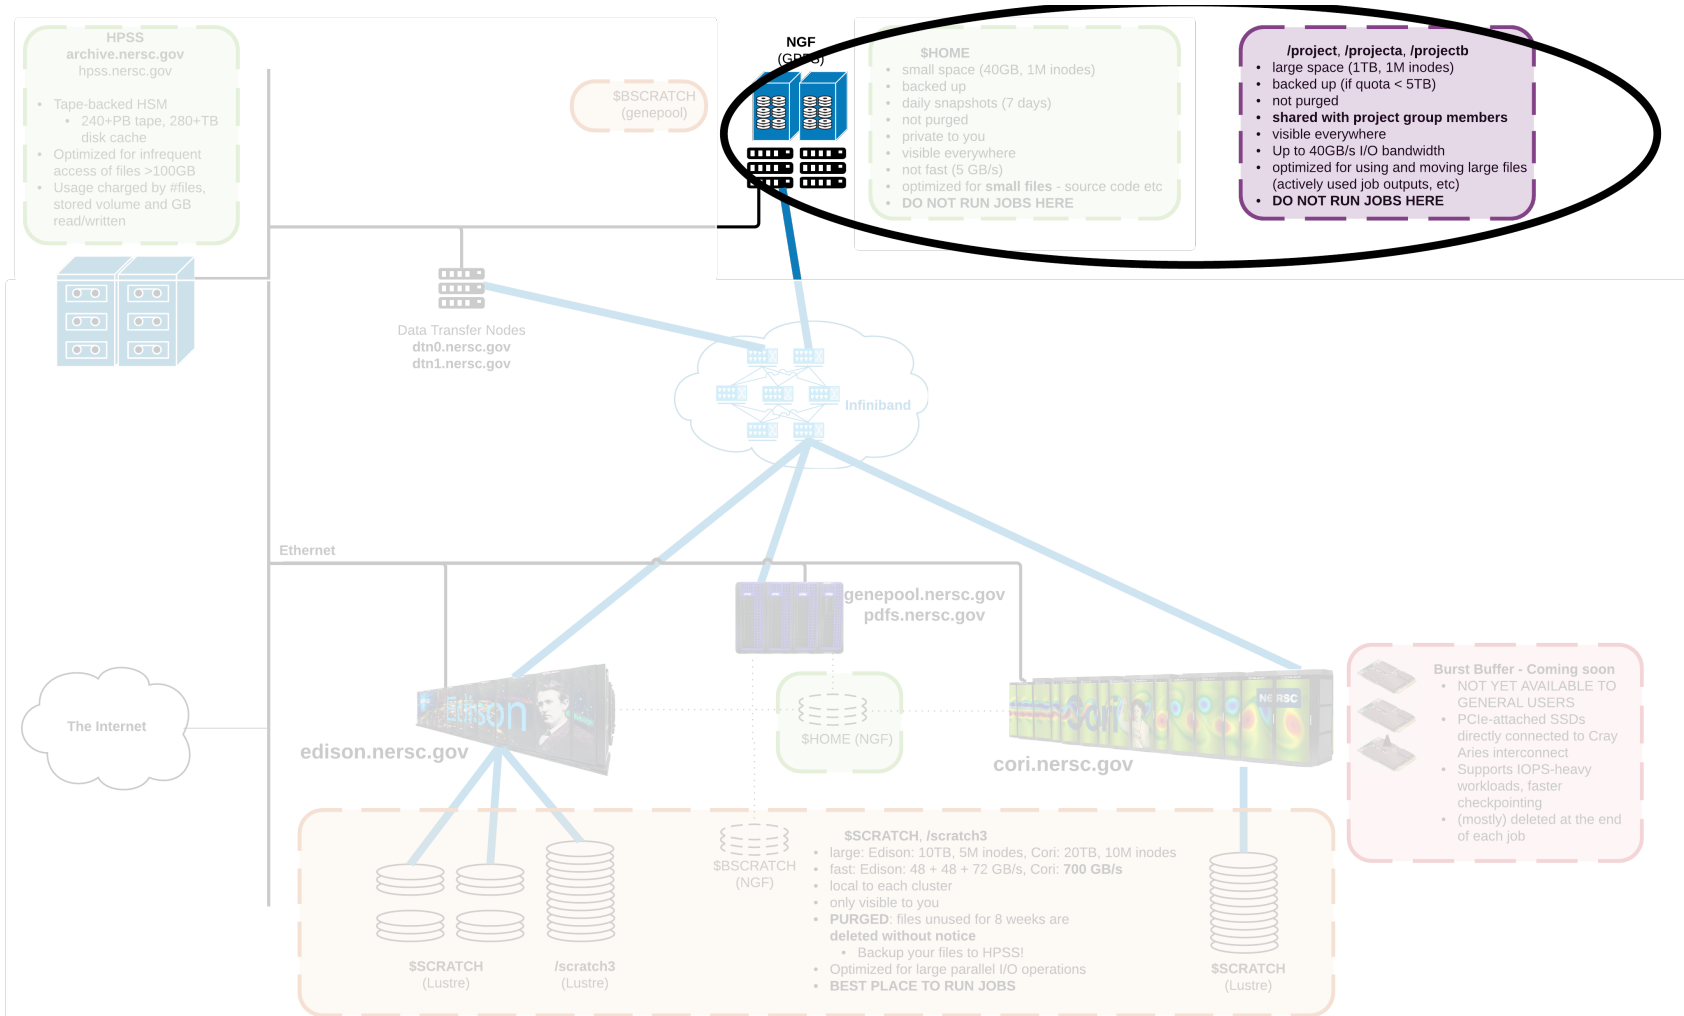 HPSS
archive.nersc.gov
hpss.nersc.gov
• Tape-backed HSM
• 240+PB tape, 280+TB
disk cache
• Optimized for infrequent
access of files >100GB
• Usage charged by #files,
stored volume and GB
read/written
$BSCRATCH
(genepool)
NGF
(GPFS)
$HOME
• small space (40GB, 1M inodes)
• backed up
• daily snapshots (7 days)
• not purged
• private to you
• visible everywhere
• not fast (5 GB/s)
• optimized for small files - source code etc
• DO NOT RUN JOBS HERE
/project, /projecta, /projectb
• large space (1TB, 1M inodes)
• backed up (if quota < 5TB)
• not purged
• shared with project group members
• visible everywhere
• Up to 40GB/s I/O bandwidth
• optimized for using and moving large files
(actively used job outputs, etc)
• DO NOT RUN JOBS HERE
Data Transfer Nodes
dtn0.nersc.gov
dtn1.nersc.gov
Infiniband
Ethernet
genepool.nersc.gov
pdfs.nersc.gov
The Internet
Edison
edison.nersc.gov
$HOME (NGF)
Cori
NERSC
cori.nersc.gov
Burst Buffer - Coming soon
• NOT YET AVAILABLE TO
GENERAL USERS
• PCIe-attached SSDs
directly connected to Cray
Aries interconnect
• Supports IOPS-heavy
workloads, faster
checkpointing
• (mostly) deleted at the end
of each job
$SCRATCH
(Lustre)
/scratch3
(Lustre)
$BSCRATCH
(NGF)
$SCRATCH, /scratch3
• large: Edison: 10TB, 5M inodes, Cori: 20TB, 10M inodes
• fast: Edison: 48 + 48 + 72 GB/s, Cori: 700 GB/s
• local to each cluster
• only visible to you
• PURGED: files unused for 8 weeks are
deleted without notice
• Backup your files to HPSS!
• Optimized for large parallel I/O operations
• BEST PLACE TO RUN JOBS
$SCRATCH
(Lustre)